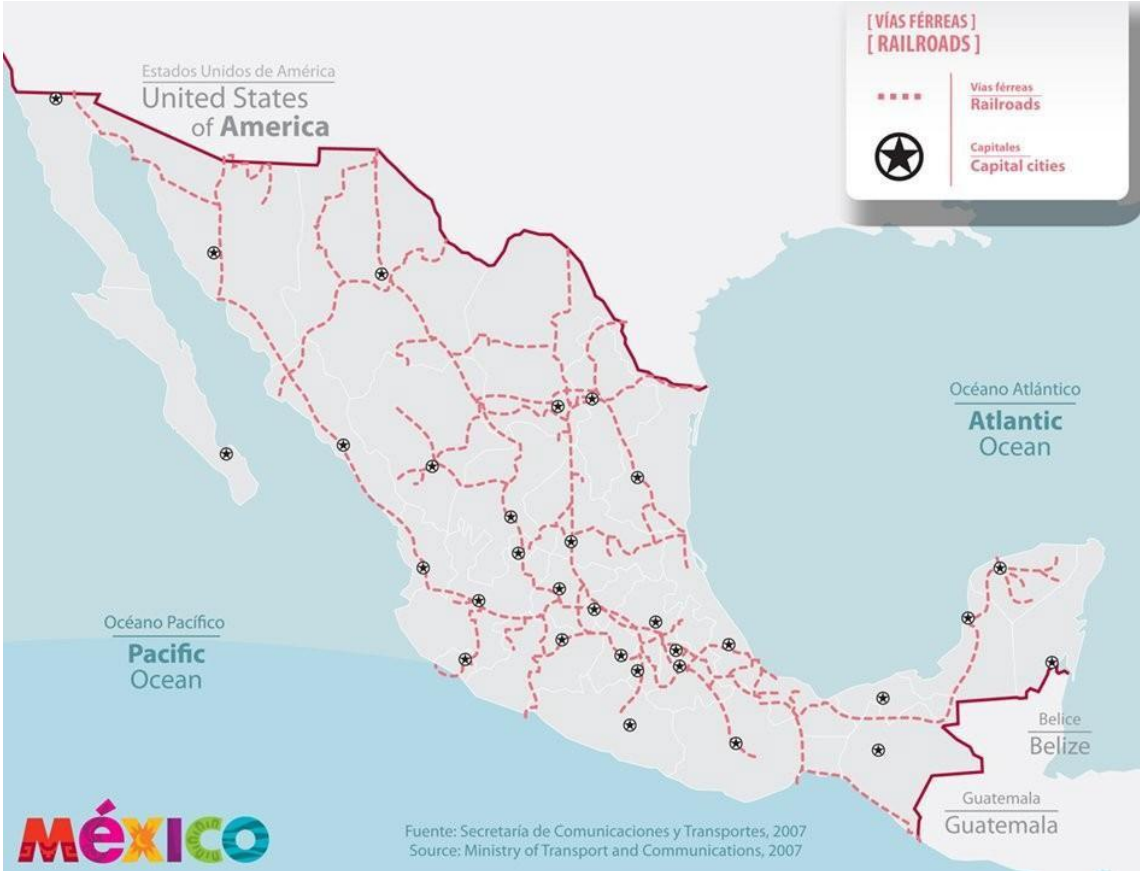 [ VÍAS FÉRREAS ]
[ RAILROADS ]
Vías férreas
Railroads
Capitales
Capital cities
Estados Unidos de América
United States
of America
Océano Atlántico
Atlantic
Ocean
Océano Pacífico
Pacific
Ocean
Belice
Belize
Guatemala
Guatemala
méxico
Fuente: Secretaría de Comunicaciones y Transportes, 2007
Source: Ministry of Transport and Communications, 2007